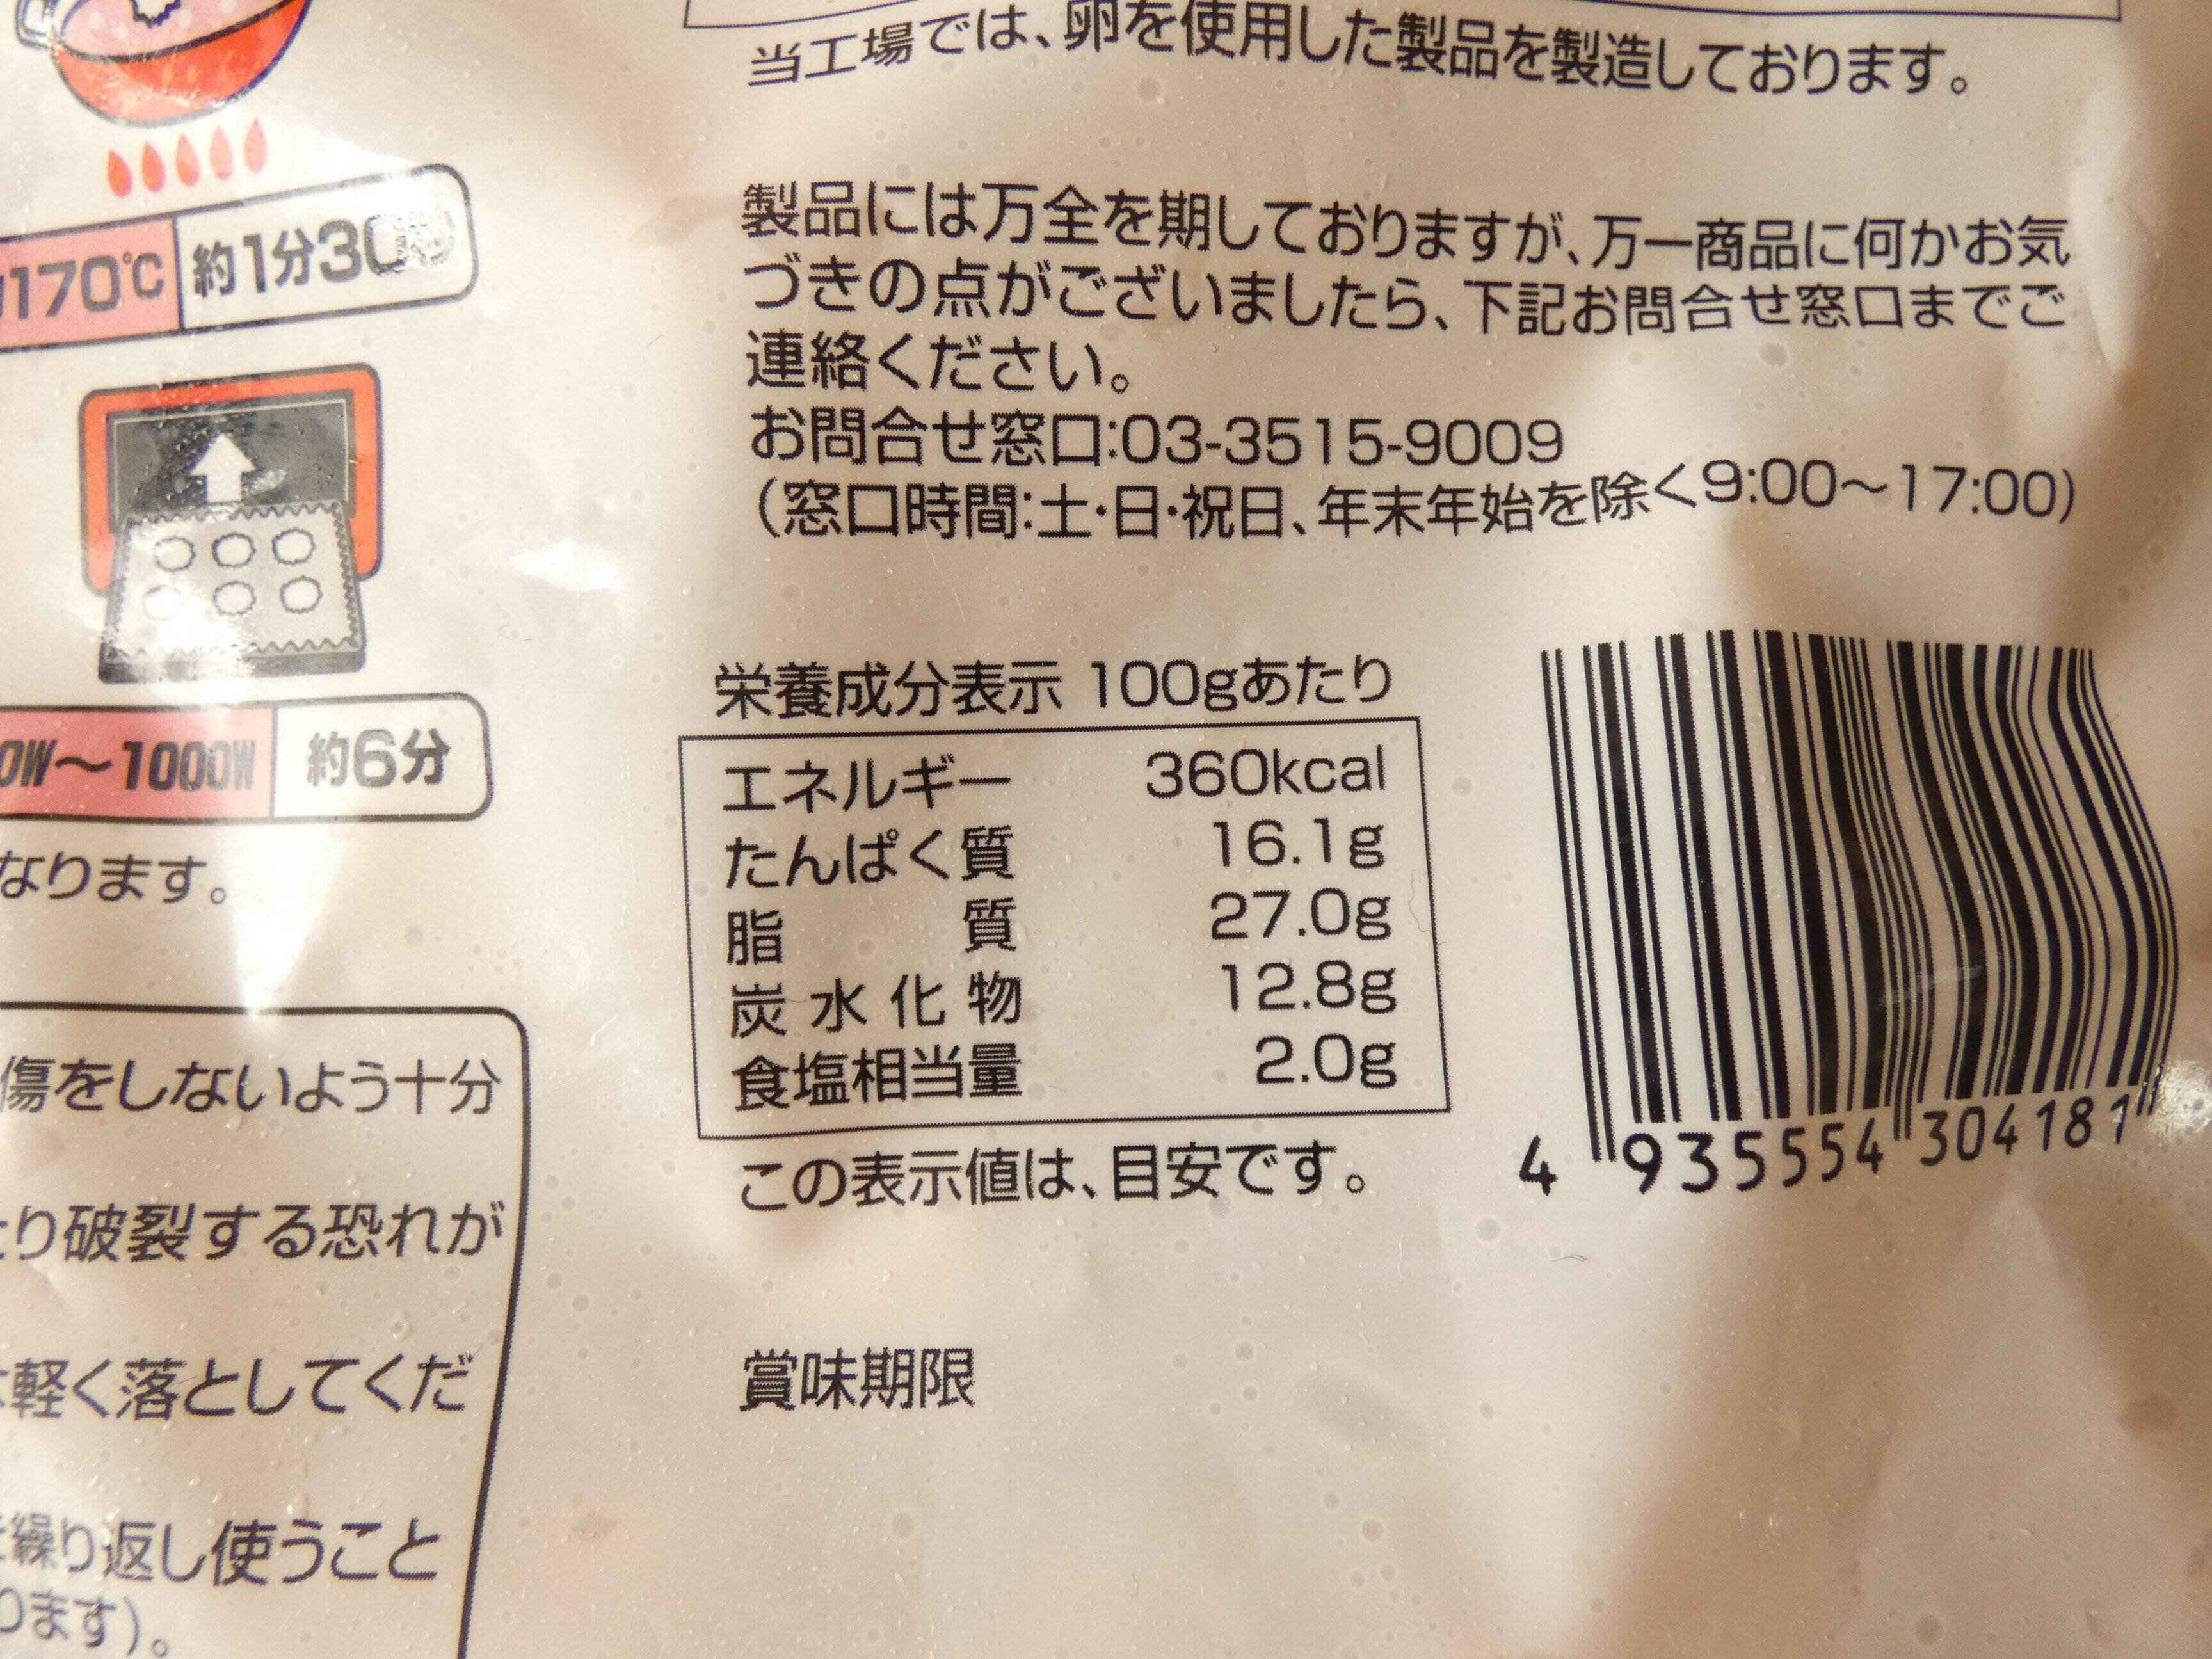 当工場では、卵を使用した製品を製造しております。
製品には万全を期しておりますが、万一商品に何かお気
づきの点がございましたら、下記お問合せ窓口までご
連絡ください。
お問合せ窓口:03-3515-9009
(窓口時間:土·日·祝日、年末年始を除く9:00〜17:00)
170℃ 約1分30秒
0W〜1000W 約6分
なります。
傷をしないよう十分
り破裂する恐れが
軽く落としてくだ
繰り返し使うこと
ります)。
栄養成分表示 100gあたり
エネルギー 360kcal
たんぱく質 16.1g
脂質 27.0g
炭水化物 12.8g
食塩相当量 2.0g
この表示値は、目安です。
4 935554 304181
賞味期限